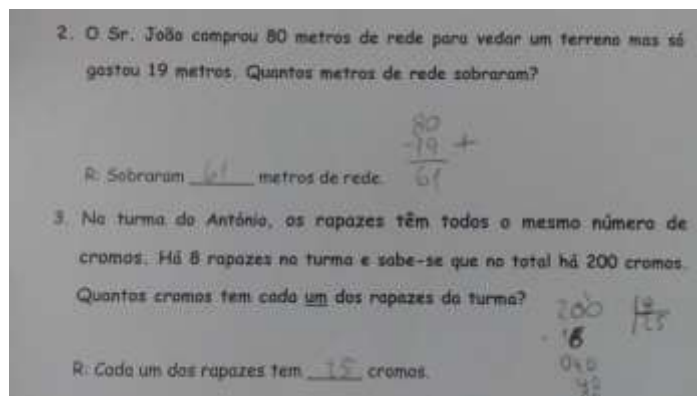 2. O Sr. João comprou 80 metros de rede para vedar um terreno mas só
gastou 19 metros. Quantos metros de rede sobraram?
80
-19
61
R: Sobraram 61 metros de rede.
3. Na turma do António, os rapazes têm todos o mesmo número de
cromos. Há 8 rapazes na turma e sabe-se que no total há 200 cromos.
Quantos cromos tem cada um dos rapazes da turma?
200
R: Cada um dos rapazes tem 25 cromos.